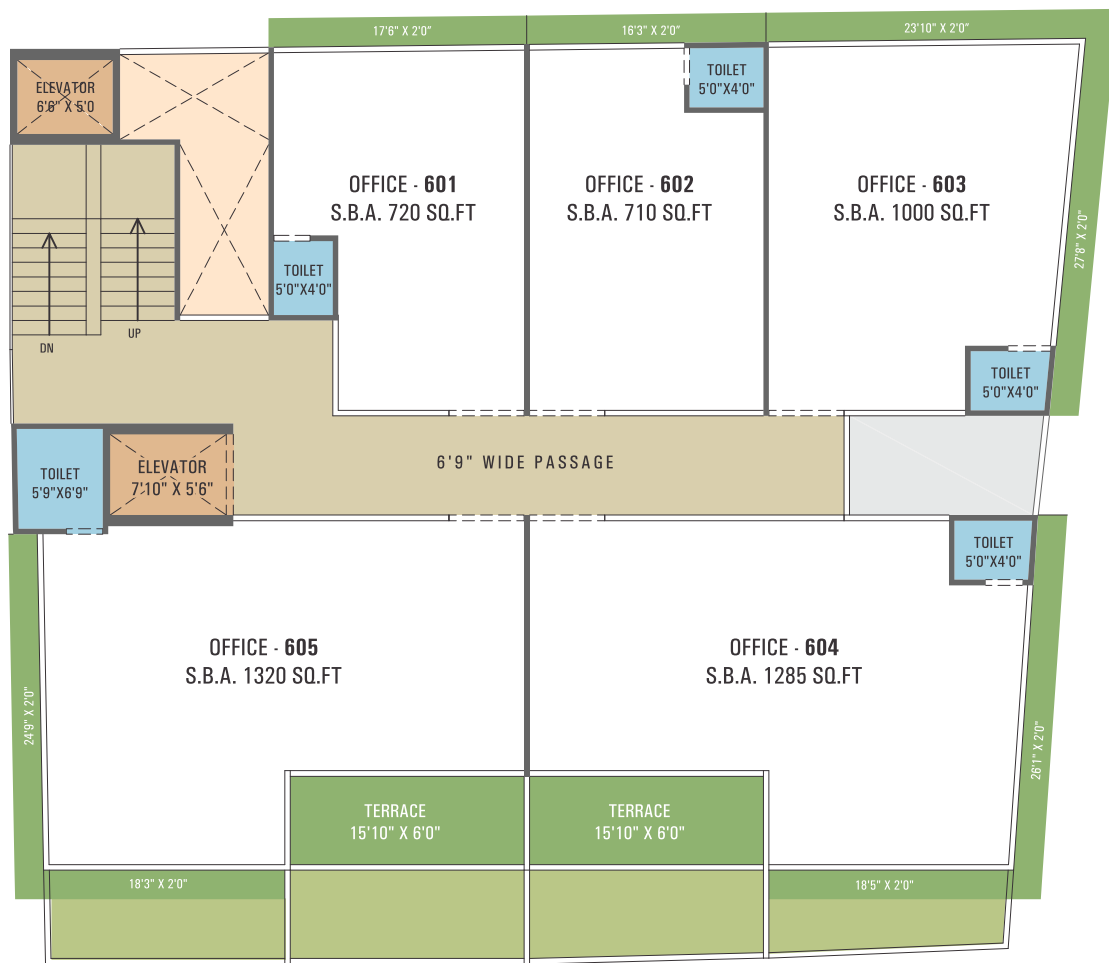 17'6" X 2'0"
16'3" X 2'0"
23'10" X 2'0"
ELEVATOR
6'6" X 5'0
TOILET
5'0"X4'0"
OFFICE - 601
S.B.A. 720 SQ.FT
OFFICE - 602
S.B.A. 710 SQ.FT
OFFICE - 603
S.B.A. 1000 SQ.FT
27'8" X 2'0"
TOILET
5'0"X4'0"
DN
UP
TOILET
5'0"X4'0"
TOILET
5'9"X6'9"
ELEVATOR
7'10" X 5'6"
6'9" WIDE PASSAGE
TOILET
5'0"X4'0"
OFFICE - 605
S.B.A. 1320 SQ.FT
OFFICE - 604
S.B.A. 1285 SQ.FT
24'9" X 2'0"
26'1" X 2'0"
TERRACE
15'10" X 6'0"
TERRACE
15'10" X 6'0"
18'3" X 2'0"
18'5" X 2'0"